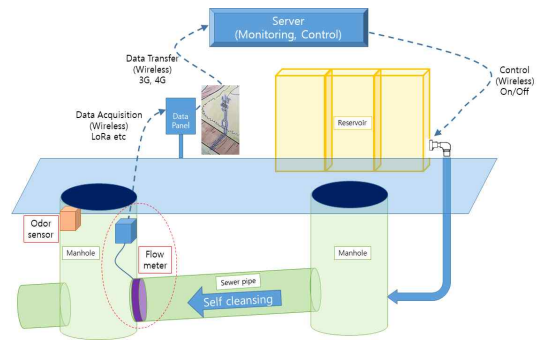 Server
(Monitoring, Control)
Data Transfer
(Wireless)
3G, 4G
Control
(Wireless)
On/Off
Data Acquisition
(Wireless)
LoRa etc
Data
Panel
Reservoir
Odor
sensor
Manhole
Flow
meter
Manhole
Sewer pipe
Self cleansing